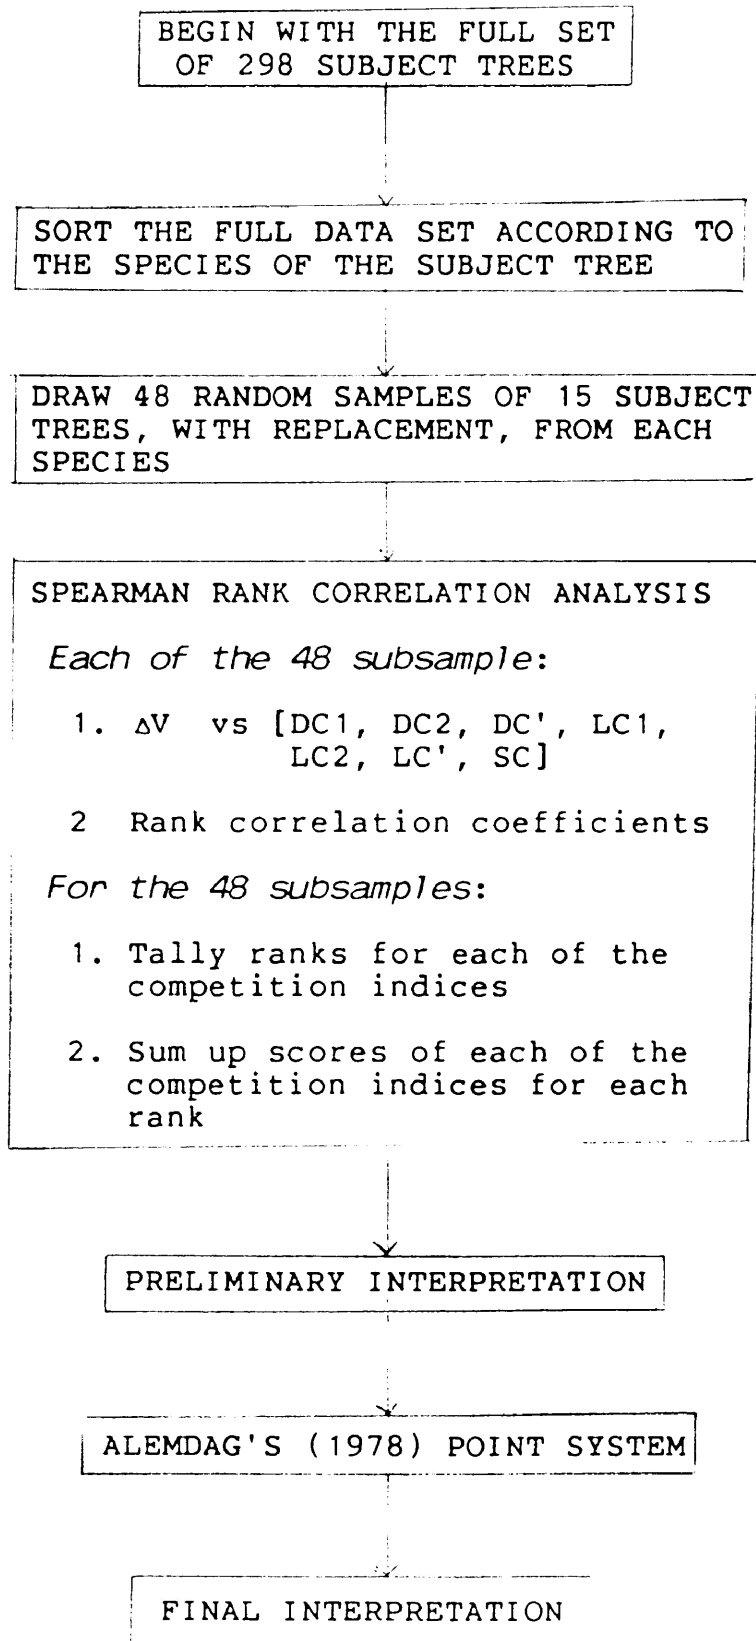 BEGIN WITH THE FULL SET
OF 298 SUBJECT TREES
SORT THE FULL DATA SET ACCORDING TO
THE SPECIES OF THE SUBJECT TREE
DRAW 48 RANDOM SAMPLES OF 15 SUBJECT
TREES, WITH REPLACEMENT, FROM EACH
SPECIES
SPEARMAN RANK CORRELATION ANALYSIS
Each of the 48 subsample:
1. ΔV vs [DC1, DC2, DC', LC1,
LC2, LC', SC]
2 Rank correlation coefficients
For the 48 subsamples:
1. Tally ranks for each of the
competition indices
2. Sum up scores of each of the
competition indices for each
rank
PRELIMINARY INTERPRETATION
ALEMDAG'S (1978) POINT SYSTEM
FINAL INTERPRETATION